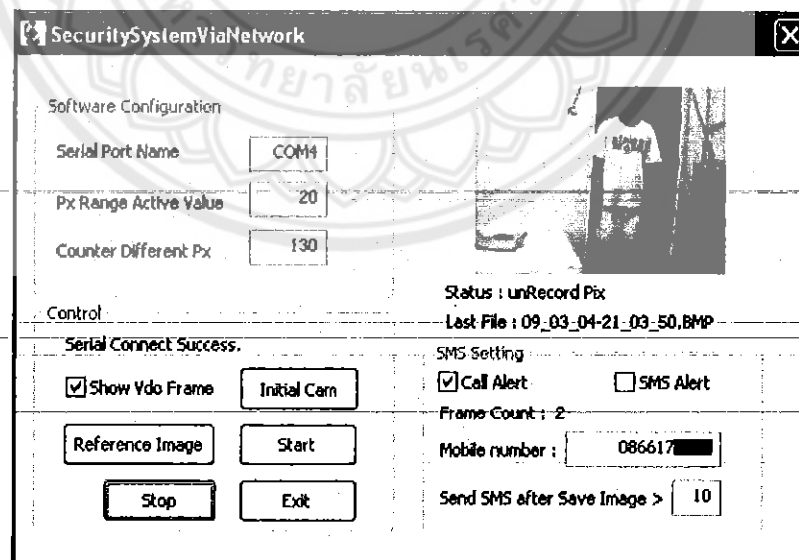 SecuritySystemViaNetwork
Software Configuration
Serial Port Name COM4
Px Range Active Value 20
Counter Different Px 130
Status : unRecord Pix
Last File : 09_03_04-21_03_50.BMP
Control
Serial Connect Success.
Show Vdo Frame Initial Cam
Reference Image Start
Stop Exit
SMS Setting
Call Alert SMS Alert
Frame Count : 2
Mobile number : 086617
Send SMS after Save Image > 10